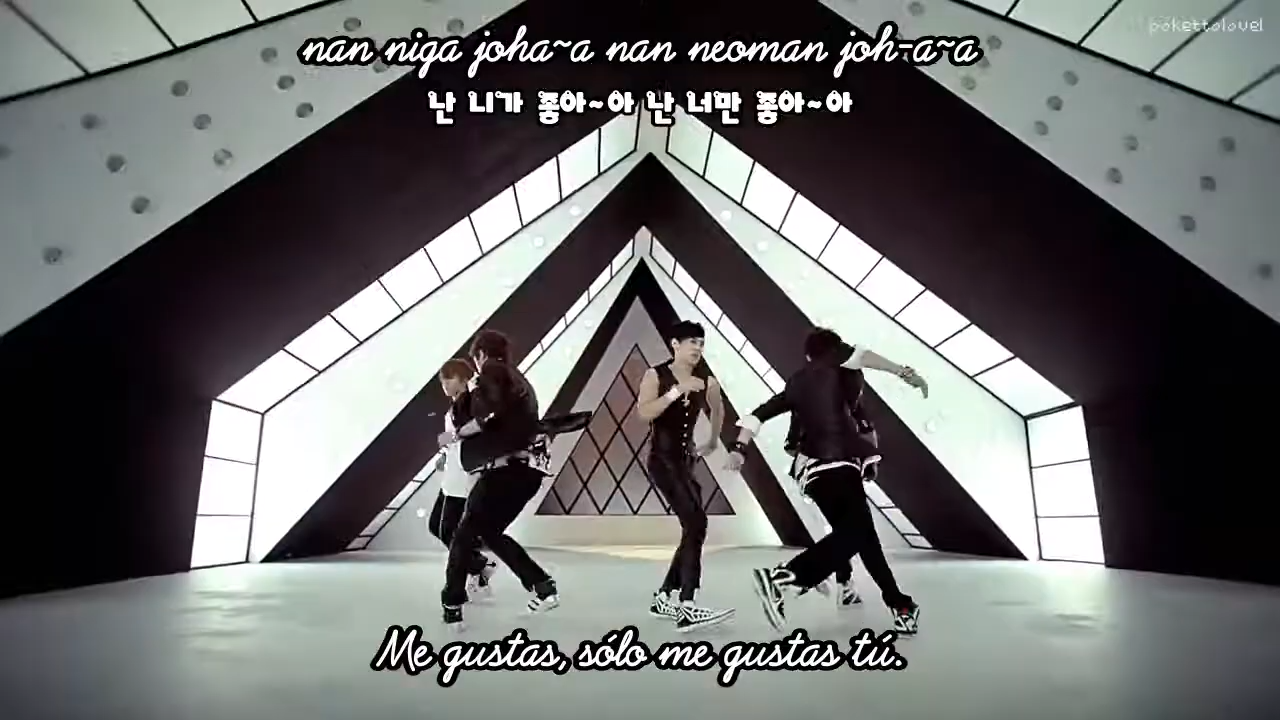 pokettolovel
nan niga joha~a nan neoman joh-a~a
난 니가 좋아~아 난 너만 좋아~아
Me gustas, sólo me gustas tú.